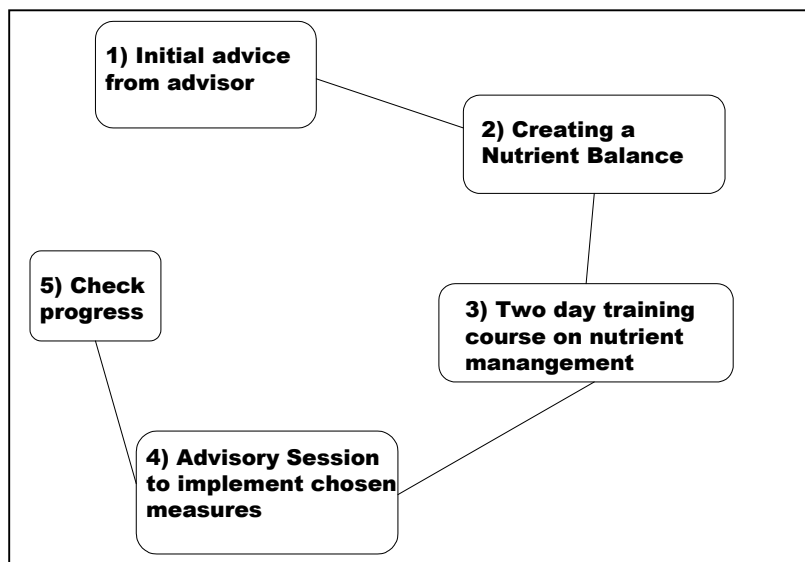 1) Initial advice
from advisor
2) Creating a
Nutrient Balance
3) Two day training
course on nutrient
manangement
4) Advisory Session
to implement chosen
measures
5) Check
progress